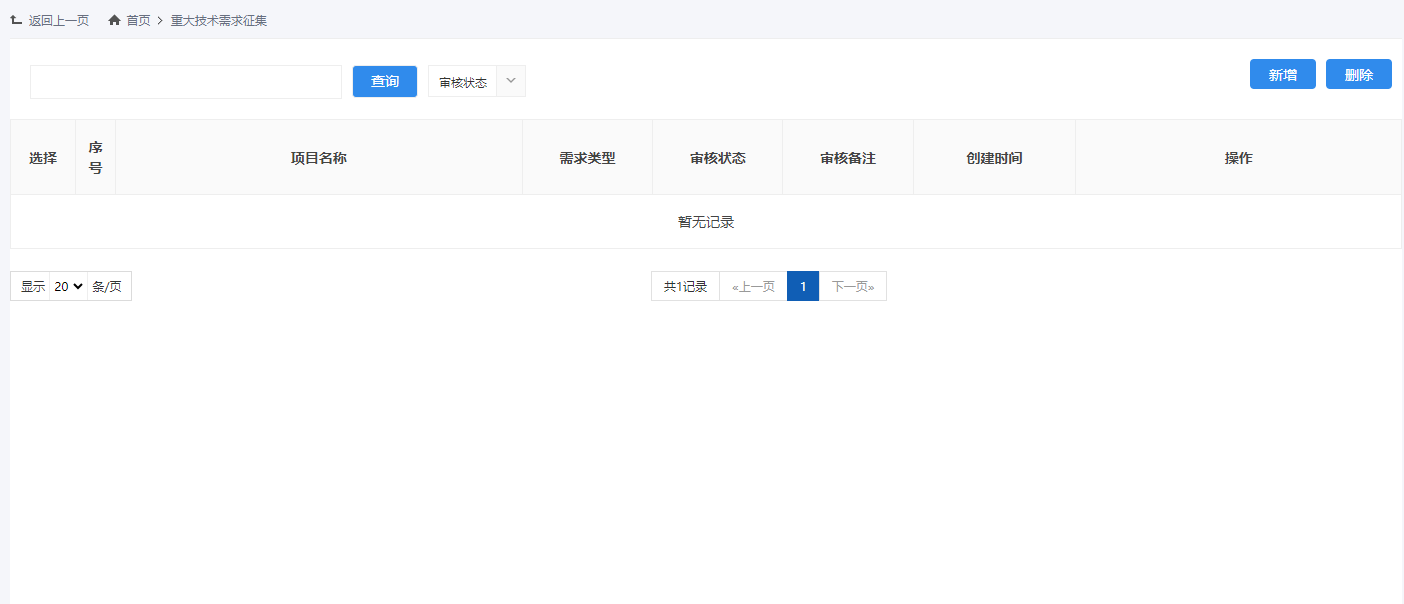 返回上一页 首页 > 重大技术需求征集
查询 审核状态 新增 删除
选择 序号 项目名称 需求类型 审核状态 审核备注 创建时间 操作
暂无记录
显示 20 条/页 共1记录 «上一页 1 下一页»